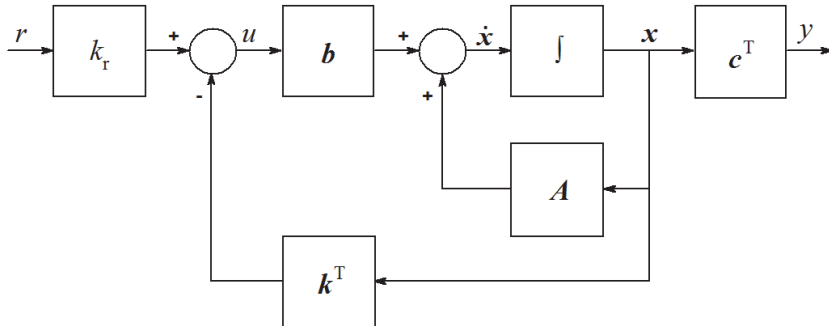 r k_r + u b + ẋ ∫ x c^T y
- +
A
k^T